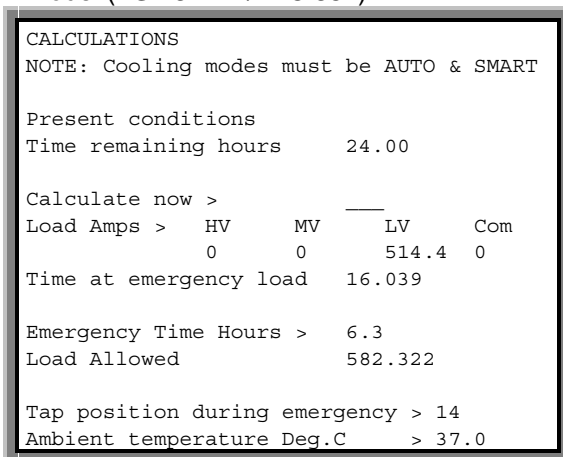 CALCULATIONS
NOTE: Cooling modes must be AUTO & SMART
Present conditions
Time remaining hours 24.00
Calculate now > ___
Load Amps > HV MV LV Com
0 0 514.4 0
Time at emergency load 16.039
Emergency Time Hours > 6.3
Load Allowed 582.322
Tap position during emergency > 14
Ambient temperature Deg.C > 37.0